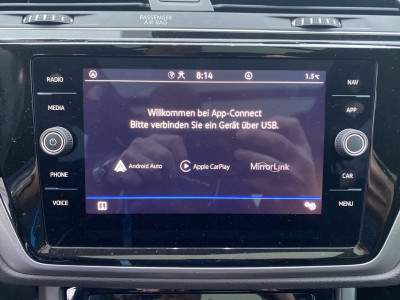 PASSENGER
AIR BAG
RADIO
8:14
1.5°C
NAV
MEDIA
APP
Willkommen bei App-Connect
Bitte verbinden Sie ein Gerät über USB.
Android Auto
Apple CarPlay
MirrorLink
PHONE
CAR
VOICE
MENU